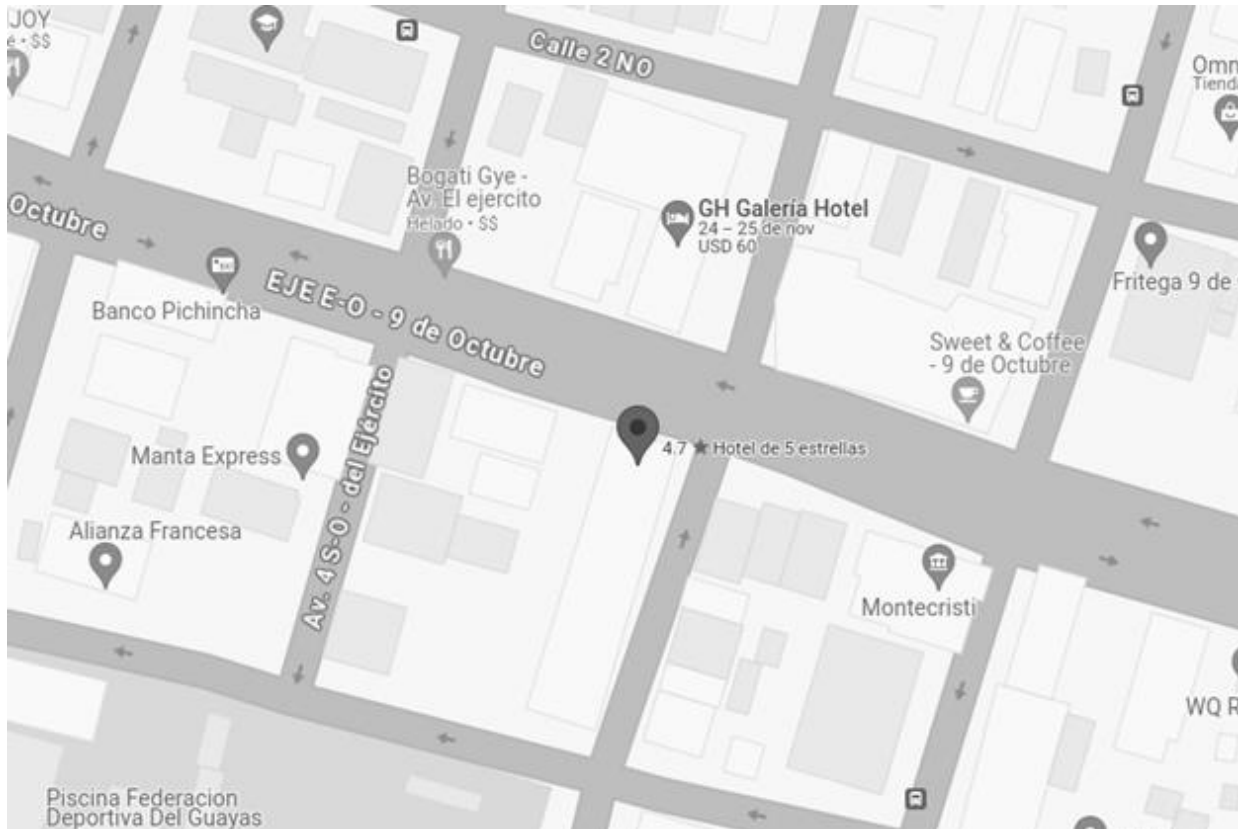 JOY
é • $$
Calle 2 NO
Omn
Tienda
Bogati Gye -
Av. El ejercito
Helado • $$
GH Galería Hotel
24 – 25 de nov
USD 60
Octubre
Fritega 9 de
Banco Pichincha
EJE E-O - 9 de Octubre
Sweet & Coffee
- 9 de Octubre
Av. 4 S-O - del Ejército
Manta Express
4.7 ★ Hotel de 5 estrellas
Alianza Francesa
Montecristi
WQ R
Piscina Federacion
Deportiva Del Guayas